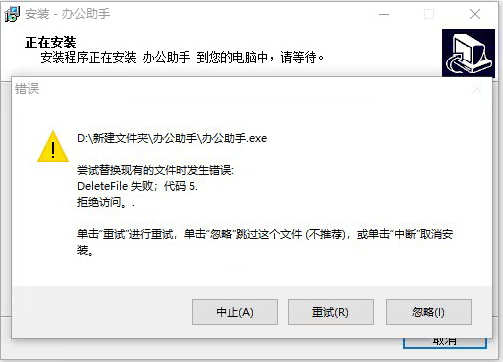 安装 - 办公助手
正在安装
安装程序正在安装 办公助手 到您的电脑中，请等待。
错误
D:\新建文件夹\办公助手\办公助手.exe
尝试替换现有的文件时发生错误:
DeleteFile 失败；代码 5.
拒绝访问。.
单击“重试”进行重试，单击“忽略”跳过这个文件 (不推荐)，或单击“中断”取消安
装。
中止(A)
重试(R)
忽略(I)
取消